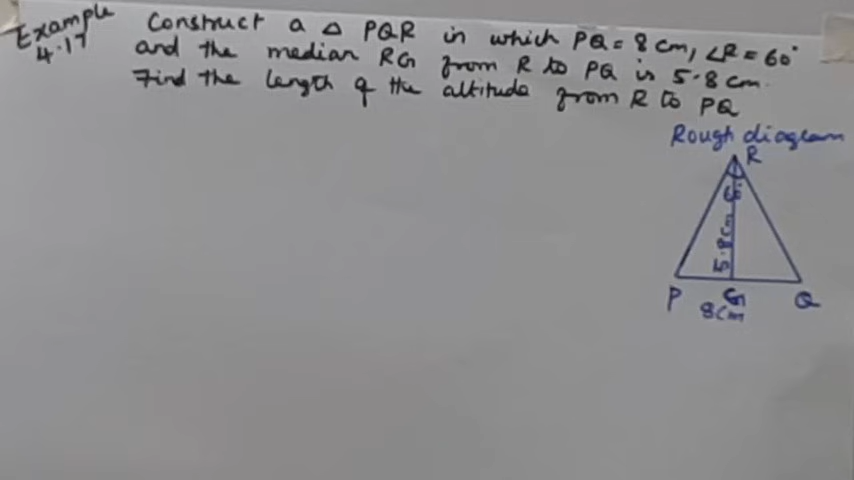 Example
4.17
Construct a △ PQR in which PQ = 8 cm, ∠R = 60°
and the median RG from R to PQ is 5.8 cm.
Find the length of the altitude from R to PQ
Rough diagram
R
60°
5.8cm
P G Q
8cm